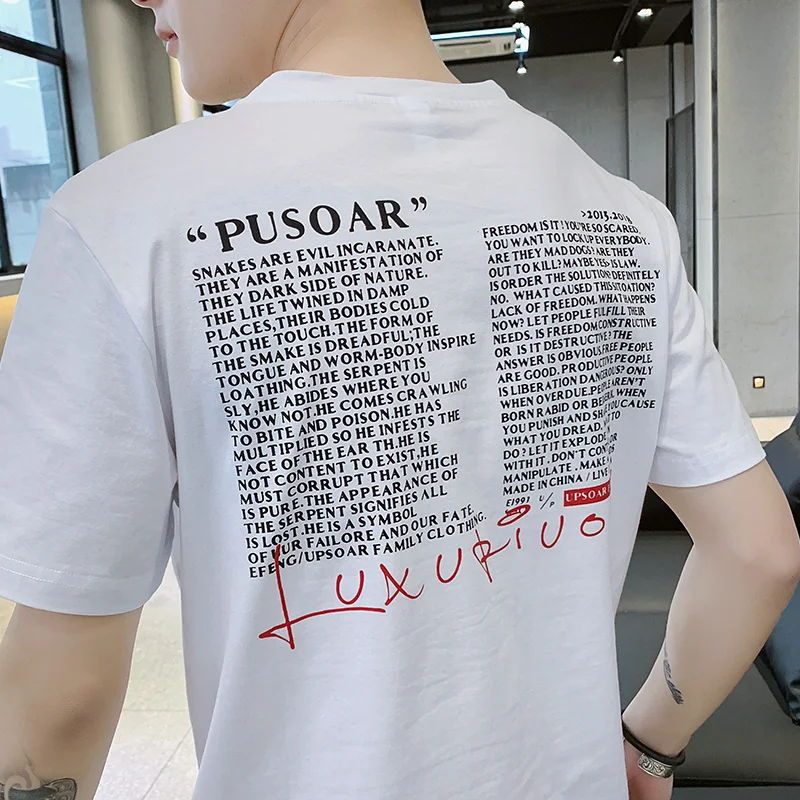 “PUSOAR”
SNAKES ARE EVIL INCARANATE.
THEY ARE A MANIFESTATION OF
THEY DARK SIDE OF NATURE.
THE LIFE TWINED IN DAMP
PLACES,THEIR BODIES COLD
TO THE TOUCH.THE FORM OF
THE SMAKE IS DREADFUL;THE
TONGUE AND WORM-BODY INSPIRE
LOATHING.THE SERPENT IS
SLY,HE ABIDES WHERE YOU
KNOW NOT.HE COMES CRAWLING
TO BITE AND POISON.HE HAS
MULTIPLIED SO HE INFESTS THE
FACE OF THE EAR TH.HE IS
NOT CONTENT TO EXIST,HE
MUST CORRUPT THAT WHICH
IS PURE.THE APPEARANCE OF
THE SERPENT SIGNIFIES ALL
IS LOST.HE IS A SYMBOL
OF OUR FAILORE AND OUR FATE.
EFENG/UPSOAR FAMILY CLOTHING.
>2015.2018
FREEDOM IS IT! YOU'RE SO SCARED,
YOU WANT TO LOCK UP EVERYBODY.
ARE THEY MAD DOGS? ARE THEY
OUT TO KILL? MAYBE YES> IS LAW.
IS ORDER THE SOLUTION? DEFINITELY
NO. WHAT CAUSED THIS SITOATION?
LACK OF FREEDOM. WHAT HAPPENS
NOW? LET PEOPLE FULFILL THEIR
NEEDS. IS FREEDOM CONSTRUCTIVE
OR IS IT DESTRUCTIVE? THE
ANSWER IS OBVIOUS.FREE PEOPLE
ARE GOOD. PRODUCTIVE PEOPLE.
IS LIBERATION DANGEROUS? ONLY
WHEN OVERDUE.PEOPLE AREN'T
BORN RABID OR WHEN
YOU PUNISH AND YOU CAUSE
WHAT YOU DREAD. TO
DO? LET IT EXPLODE, OR
WITH IT. DON'T
MANIPULATE. MAKE
MADE IN CHINA / LIVE
EJ993 U/P UPSOAR
LUXURIUO